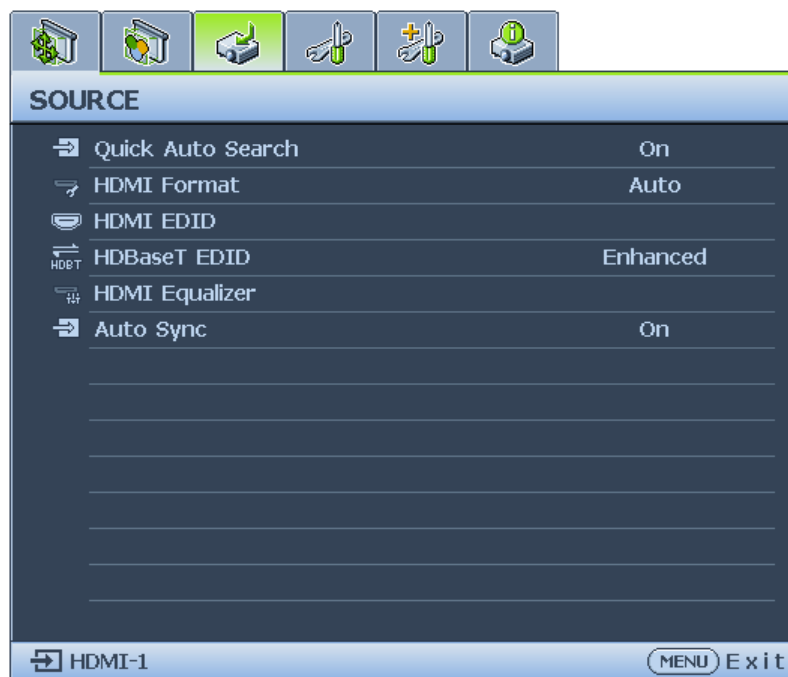 SOURCE
Quick Auto Search On
HDMI Format Auto
HDMI EDID
HDBT HDBaseT EDID Enhanced
HDMI Equalizer
Auto Sync On
HDMI-1 MENU Exit